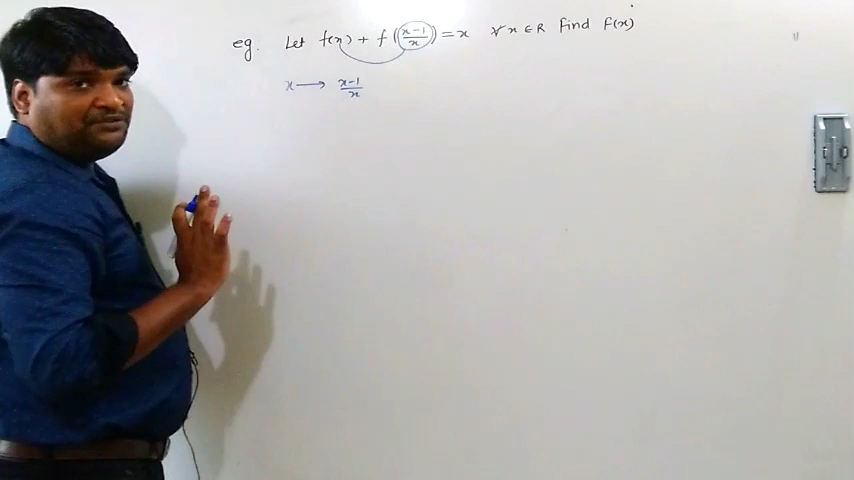 eg. Let f(x) + f(x-1/x) = x ∀ x ∈ R Find f(x)
x → x-1/x